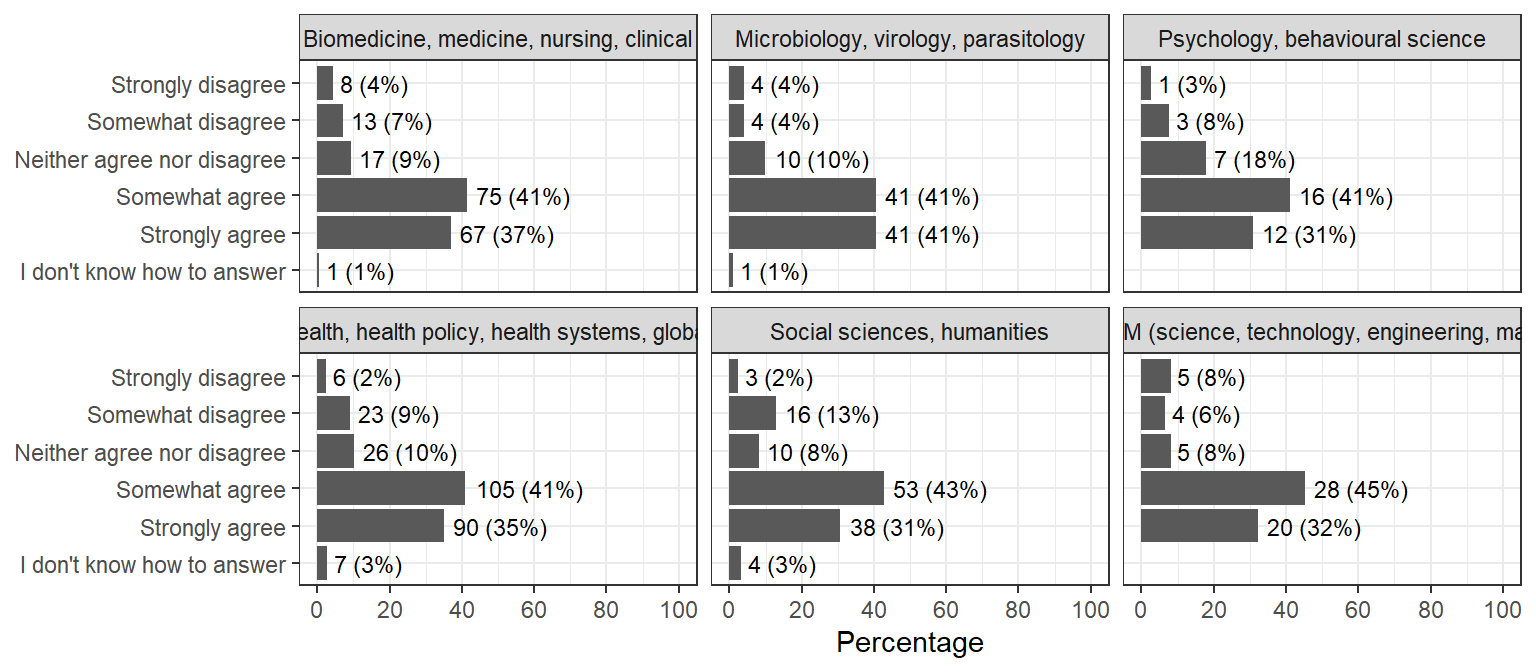 Biomedicine, medicine, nursing, clinical
Microbiology, virology, parasitology
Psychology, behavioural science
Strongly disagree
8 (4%)
4 (4%)
1 (3%)
Somewhat disagree
13 (7%)
4 (4%)
3 (8%)
Neither agree nor disagree
17 (9%)
10 (10%)
7 (18%)
Somewhat agree
75 (41%)
41 (41%)
16 (41%)
Strongly agree
67 (37%)
41 (41%)
12 (31%)
I don't know how to answer
1 (1%)
1 (1%)
ealth, health policy, health systems, globa
Social sciences, humanities
M (science, technology, engineering, ma
Strongly disagree
6 (2%)
3 (2%)
5 (8%)
Somewhat disagree
23 (9%)
16 (13%)
4 (6%)
Neither agree nor disagree
26 (10%)
10 (8%)
5 (8%)
Somewhat agree
105 (41%)
53 (43%)
28 (45%)
Strongly agree
90 (35%)
38 (31%)
20 (32%)
I don't know how to answer
7 (3%)
4 (3%)
0 20 40 60 80 100
0 20 40 60 80 100
0 20 40 60 80 100
Percentage